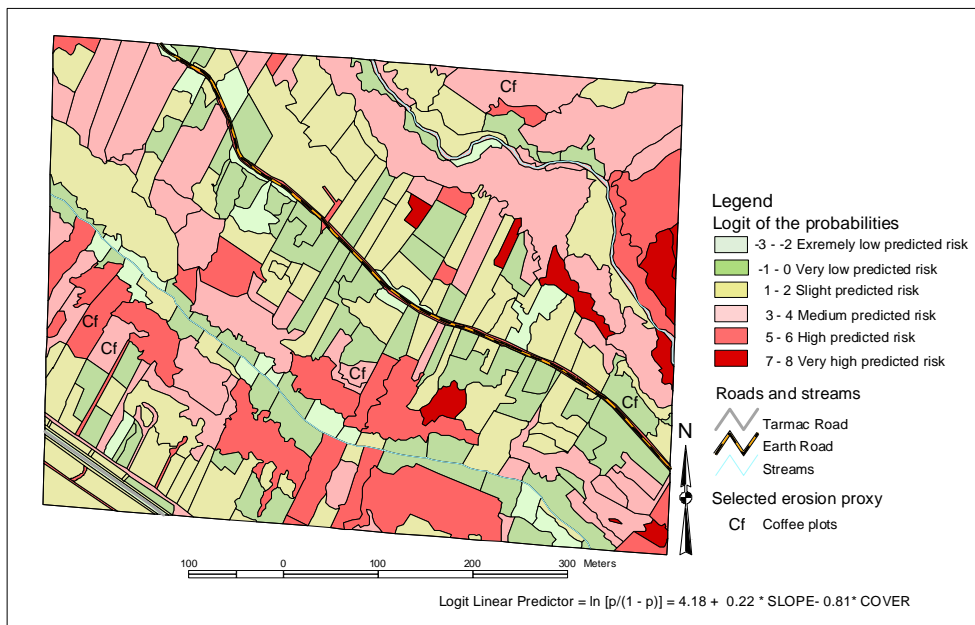 Cf
Cf
Cf
Cf
Cf
Legend
Logit of the probabilities
-3 - -2 Exremely low predicted risk
-1 - 0 Very low predicted risk
1 - 2 Slight predicted risk
3 - 4 Medium predicted risk
5 - 6 High predicted risk
7 - 8 Very high predicted risk
Roads and streams
Tarmac Road
Earth Road
Streams
N
Selected erosion proxy
Cf Coffee plots
100 0 100 200 300 Meters
Logit Linear Predictor = ln [p/(1 - p)] = 4.18 + 0.22 * SLOPE- 0.81* COVER